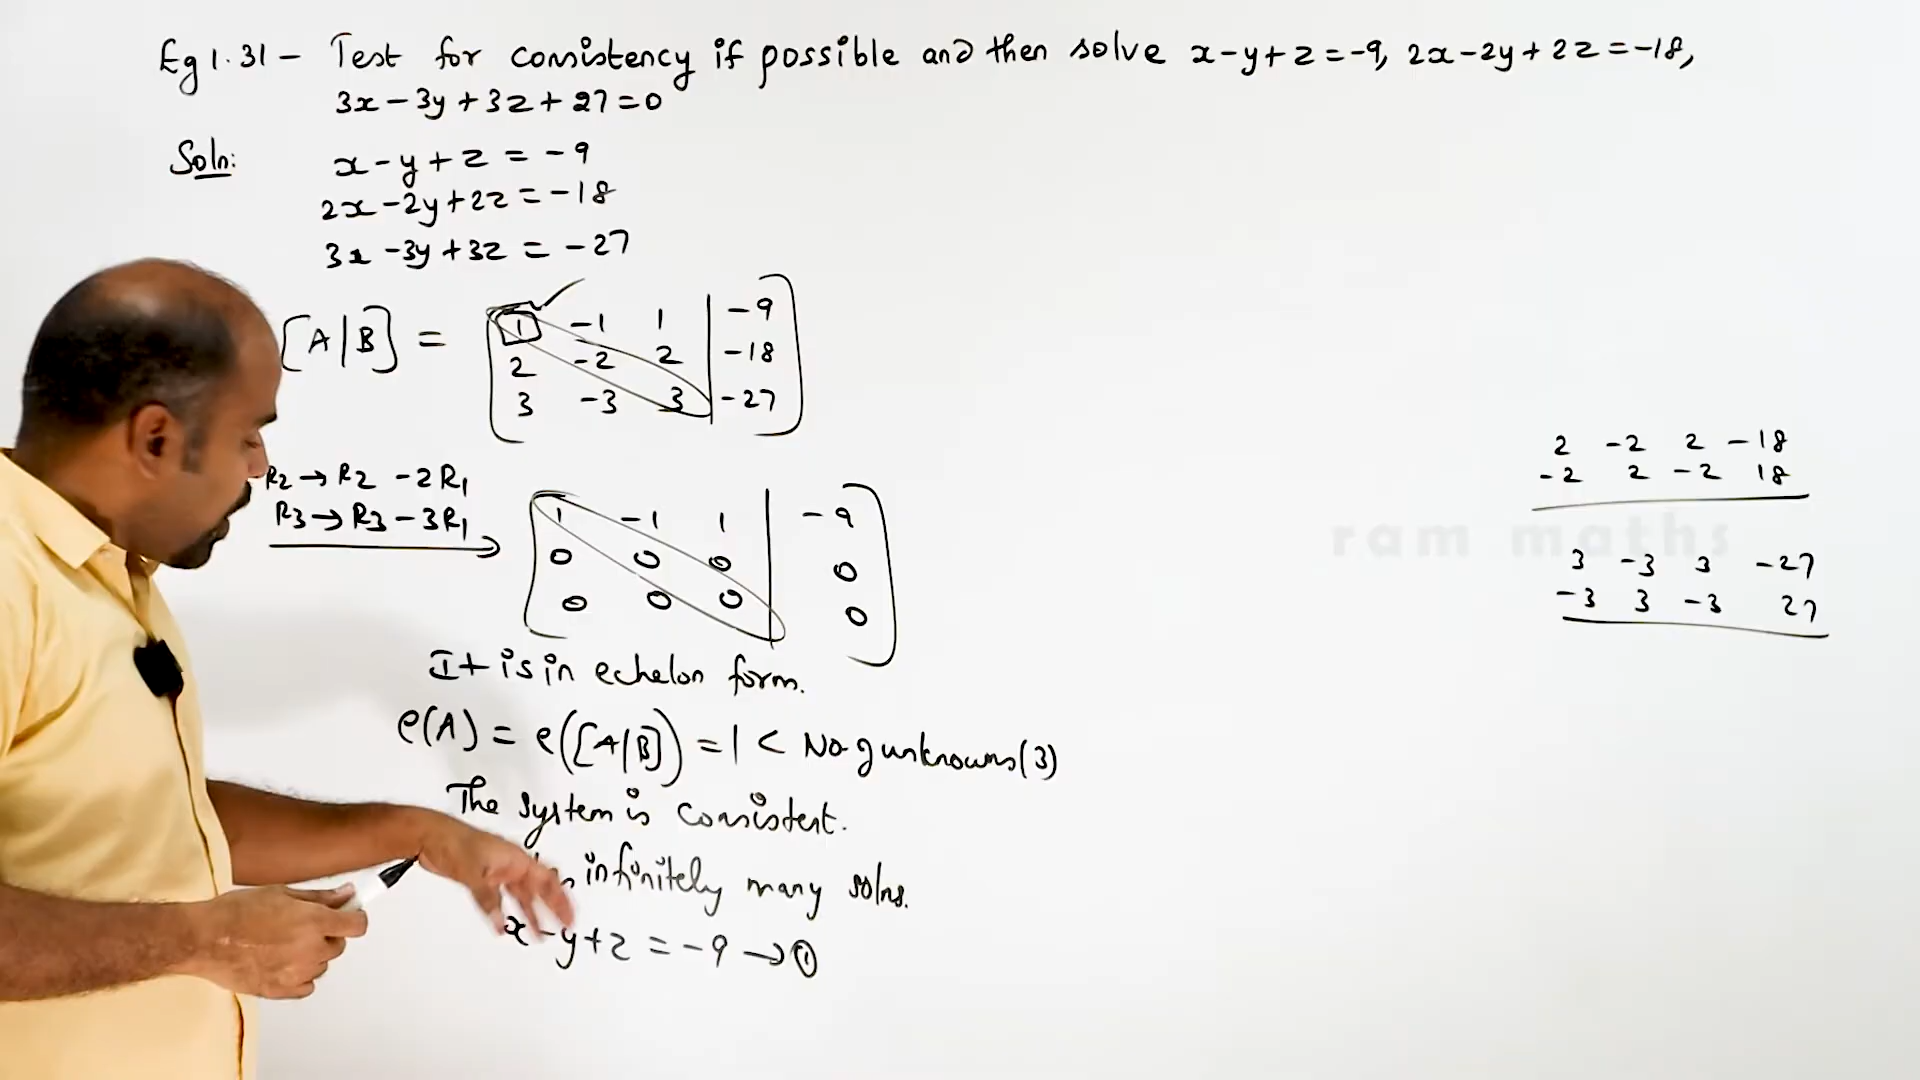 Eg 1.31 – Test for consistency if possible and then solve x-y+z=-9, 2x-2y+2z=-18,
3x-3y+3z+27=0
Soln:
x-y+z = -9
2x-2y+2z = -18
3x-3y+3z = -27
[A|B] =
1 -1 1 | -9
2 -2 2 | -18
3 -3 3 | -27
R2 → R2 - 2R1
R3 → R3 - 3R1
1 -1 1 | -9
0 0 0 | 0
0 0 0 | 0
It is in echelon form.
ρ(A) = ρ([A|B]) = 1 < No of unknowns (3)
The system is consistent.
infinitely many solns.
x-y+z = -9 → ①
2 -2 2 -18
-2 2 -2 18
ram maths
3 -3 3 -27
-3 3 -3 27